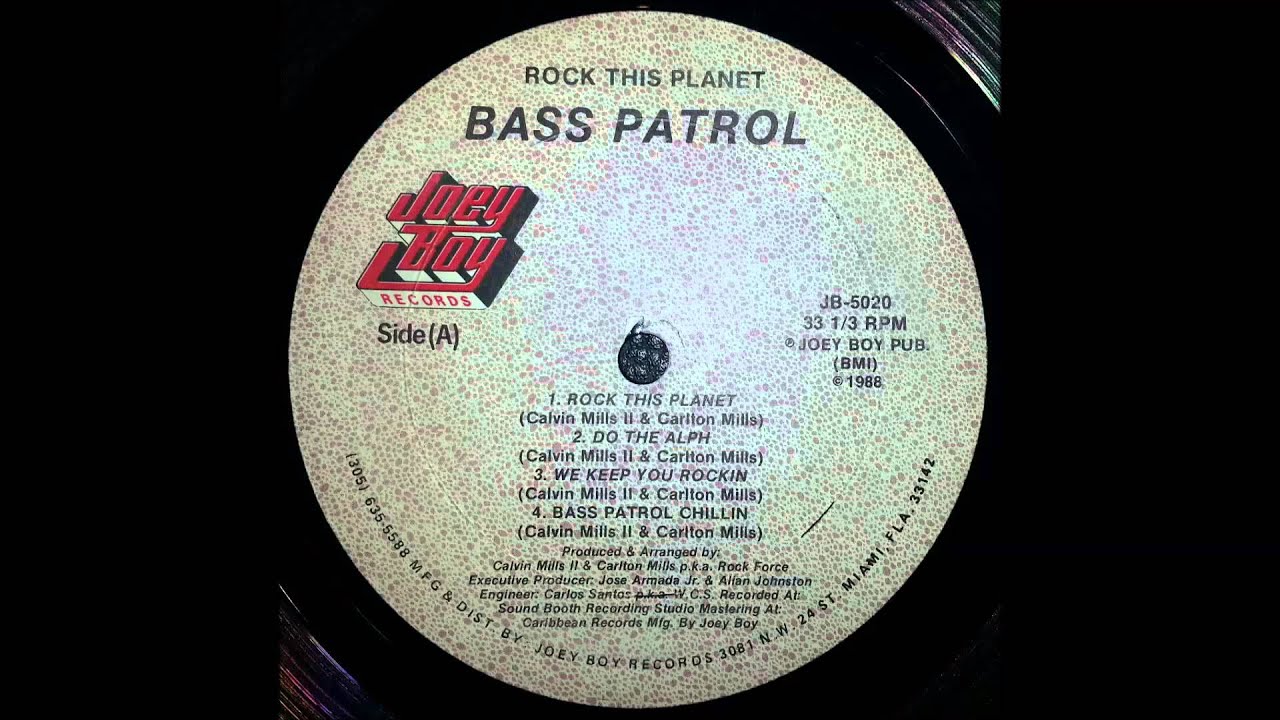 ROCK THIS PLANET
BASS PATROL
Joey
Boy
RECORDS
Side (A)
JB-5020
33 1/3 RPM
℗ JOEY BOY PUB.
(BMI)
© 1988
1. ROCK THIS PLANET
(Calvin Mills II & Carlton Mills)
2. DO THE ALPH
(Calvin Mills II & Carlton Mills)
3. WE KEEP YOU ROCKIN
(Calvin Mills II & Carlton Mills)
4. BASS PATROL CHILLIN
(Calvin Mills II & Carlton Mills)
Produced & Arranged by:
Calvin Mills II & Carlton Mills p.k.a. Rock Force
Executive Producer: Jose Armada Jr. & Allan Johnston
Engineer: Carlos Santos p.k.a. W.C.S. Recorded At:
Sound Booth Recording Studio Mastering At:
Caribbean Records Mfg. By Joey Boy
(305) 635-5588 MFG & DIST. BY JOEY BOY RECORDS 3081 N.W. 24 ST. MIAMI, FLA. 33142